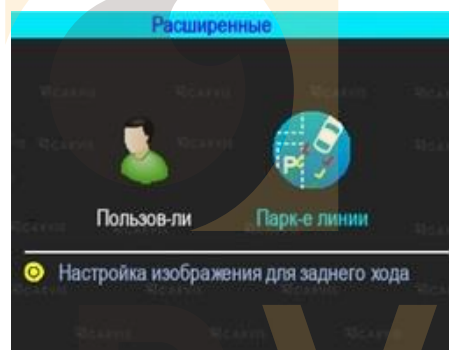 Расширенные
Пользов-ли Парк-е линии
Настройка изображения для заднего хода